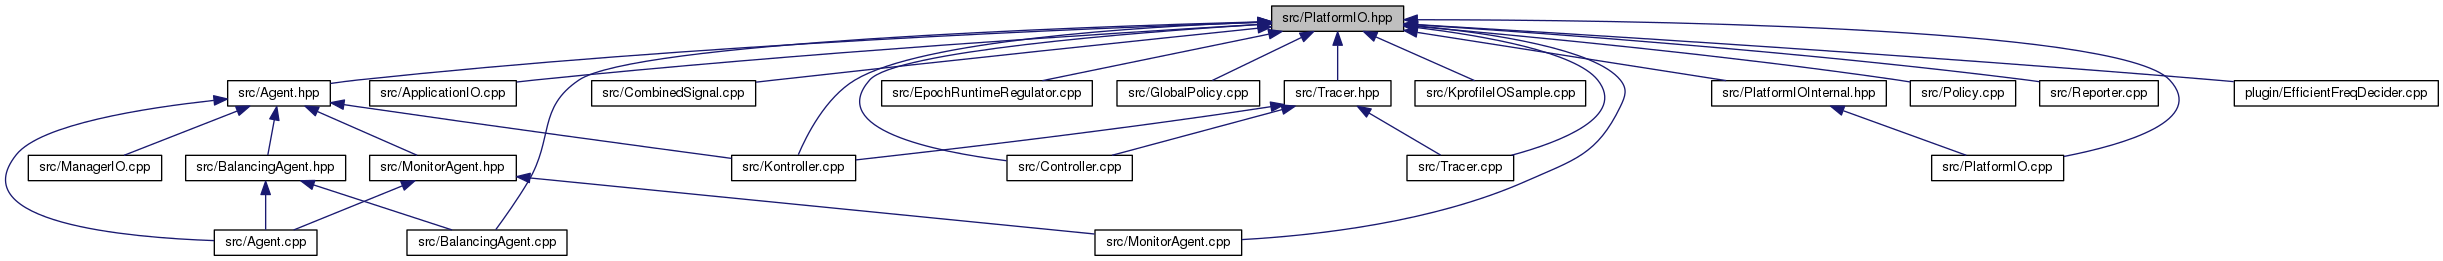 src/PlatformIO.hpp
src/Agent.hpp
src/ApplicationIO.cpp
src/CombinedSignal.cpp
src/EpochRuntimeRegulator.cpp
src/GlobalPolicy.cpp
src/Tracer.hpp
src/KprofileIOSample.cpp
src/PlatformIOInternal.hpp
src/Policy.cpp
src/Reporter.cpp
plugin/EfficientFreqDecider.cpp
src/ManagerIO.cpp
src/BalancingAgent.hpp
src/MonitorAgent.hpp
src/Kontroller.cpp
src/Controller.cpp
src/Tracer.cpp
src/PlatformIO.cpp
src/Agent.cpp
src/BalancingAgent.cpp
src/MonitorAgent.cpp